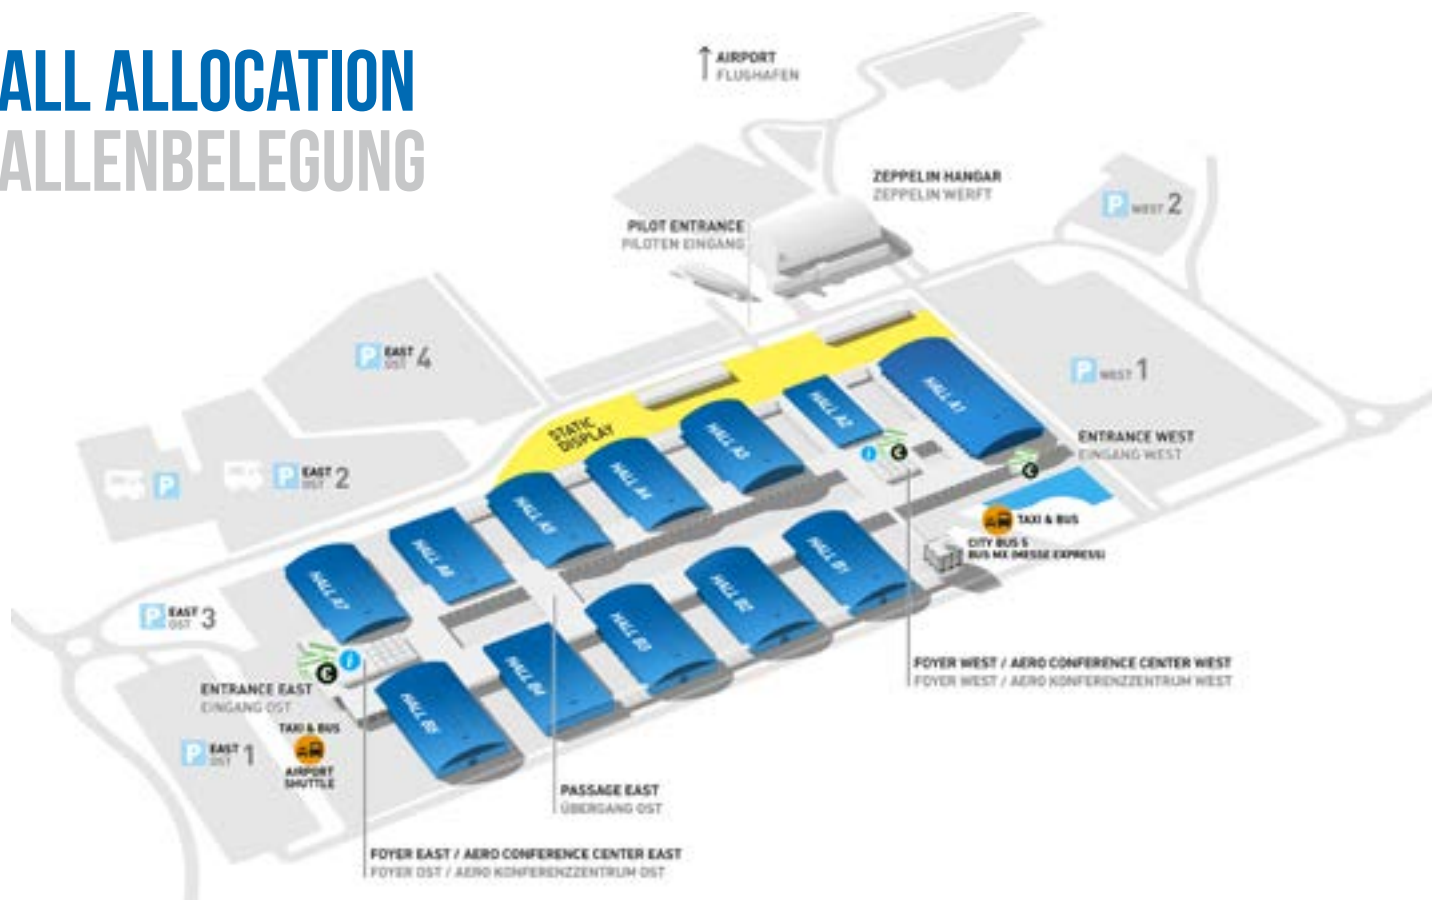 ALL ALLOCATION
ALLENBELEGUNG
AIRPORT
FLUGHAFEN
ZEPPELIN HANGAR
ZEPPELIN WERFT
PILOT ENTRANCE
PILOTEN EINGANG
P WEST 2
P EAST 4
OST
P WEST 1
STATIC
DISPLAY
HALL A1
HALL A2
HALL A3
HALL A4
HALL A5
HALL A6
HALL A7
ENTRANCE WEST
EINGANG WEST
i C
C
P
P EAST 2
OST
TAXI & BUS
CITY BUS 5
BUS MX (MESSE EXPRESS)
HALL B1
HALL B2
HALL B3
HALL B4
HALL B5
P EAST 3
OST
C i
ENTRANCE EAST
EINGANG OST
TAXI & BUS
AIRPORT
SHUTTLE
P EAST 1
OST
FOYER WEST / AERO CONFERENCE CENTER WEST
FOYER WEST / AERO KONFERENZZENTRUM WEST
PASSAGE EAST
ÜBERGANG OST
FOYER EAST / AERO CONFERENCE CENTER EAST
FOYER OST / AERO KONFERENZZENTRUM OST